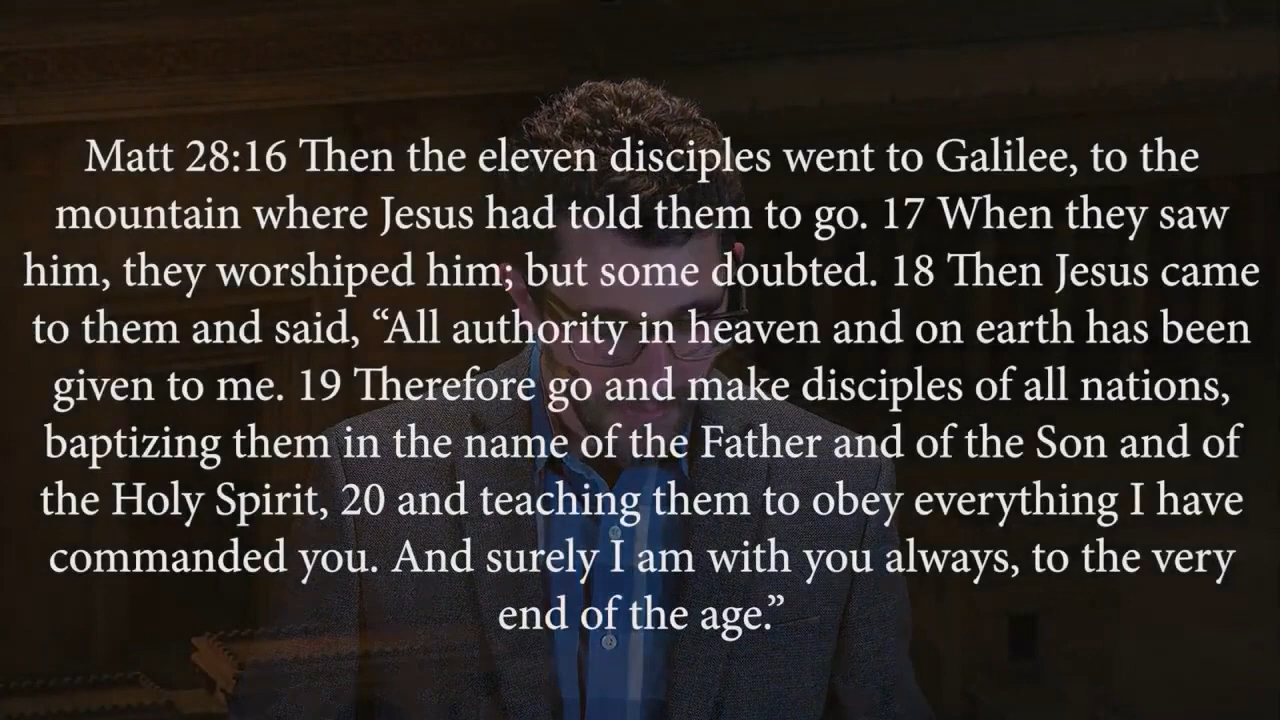 Matt 28:16 Then the eleven disciples went to Galilee, to the
mountain where Jesus had told them to go. 17 When they saw
him, they worshiped him; but some doubted. 18 Then Jesus came
to them and said, “All authority in heaven and on earth has been
given to me. 19 Therefore go and make disciples of all nations,
baptizing them in the name of the Father and of the Son and of
the Holy Spirit, 20 and teaching them to obey everything I have
commanded you. And surely I am with you always, to the very
end of the age.”